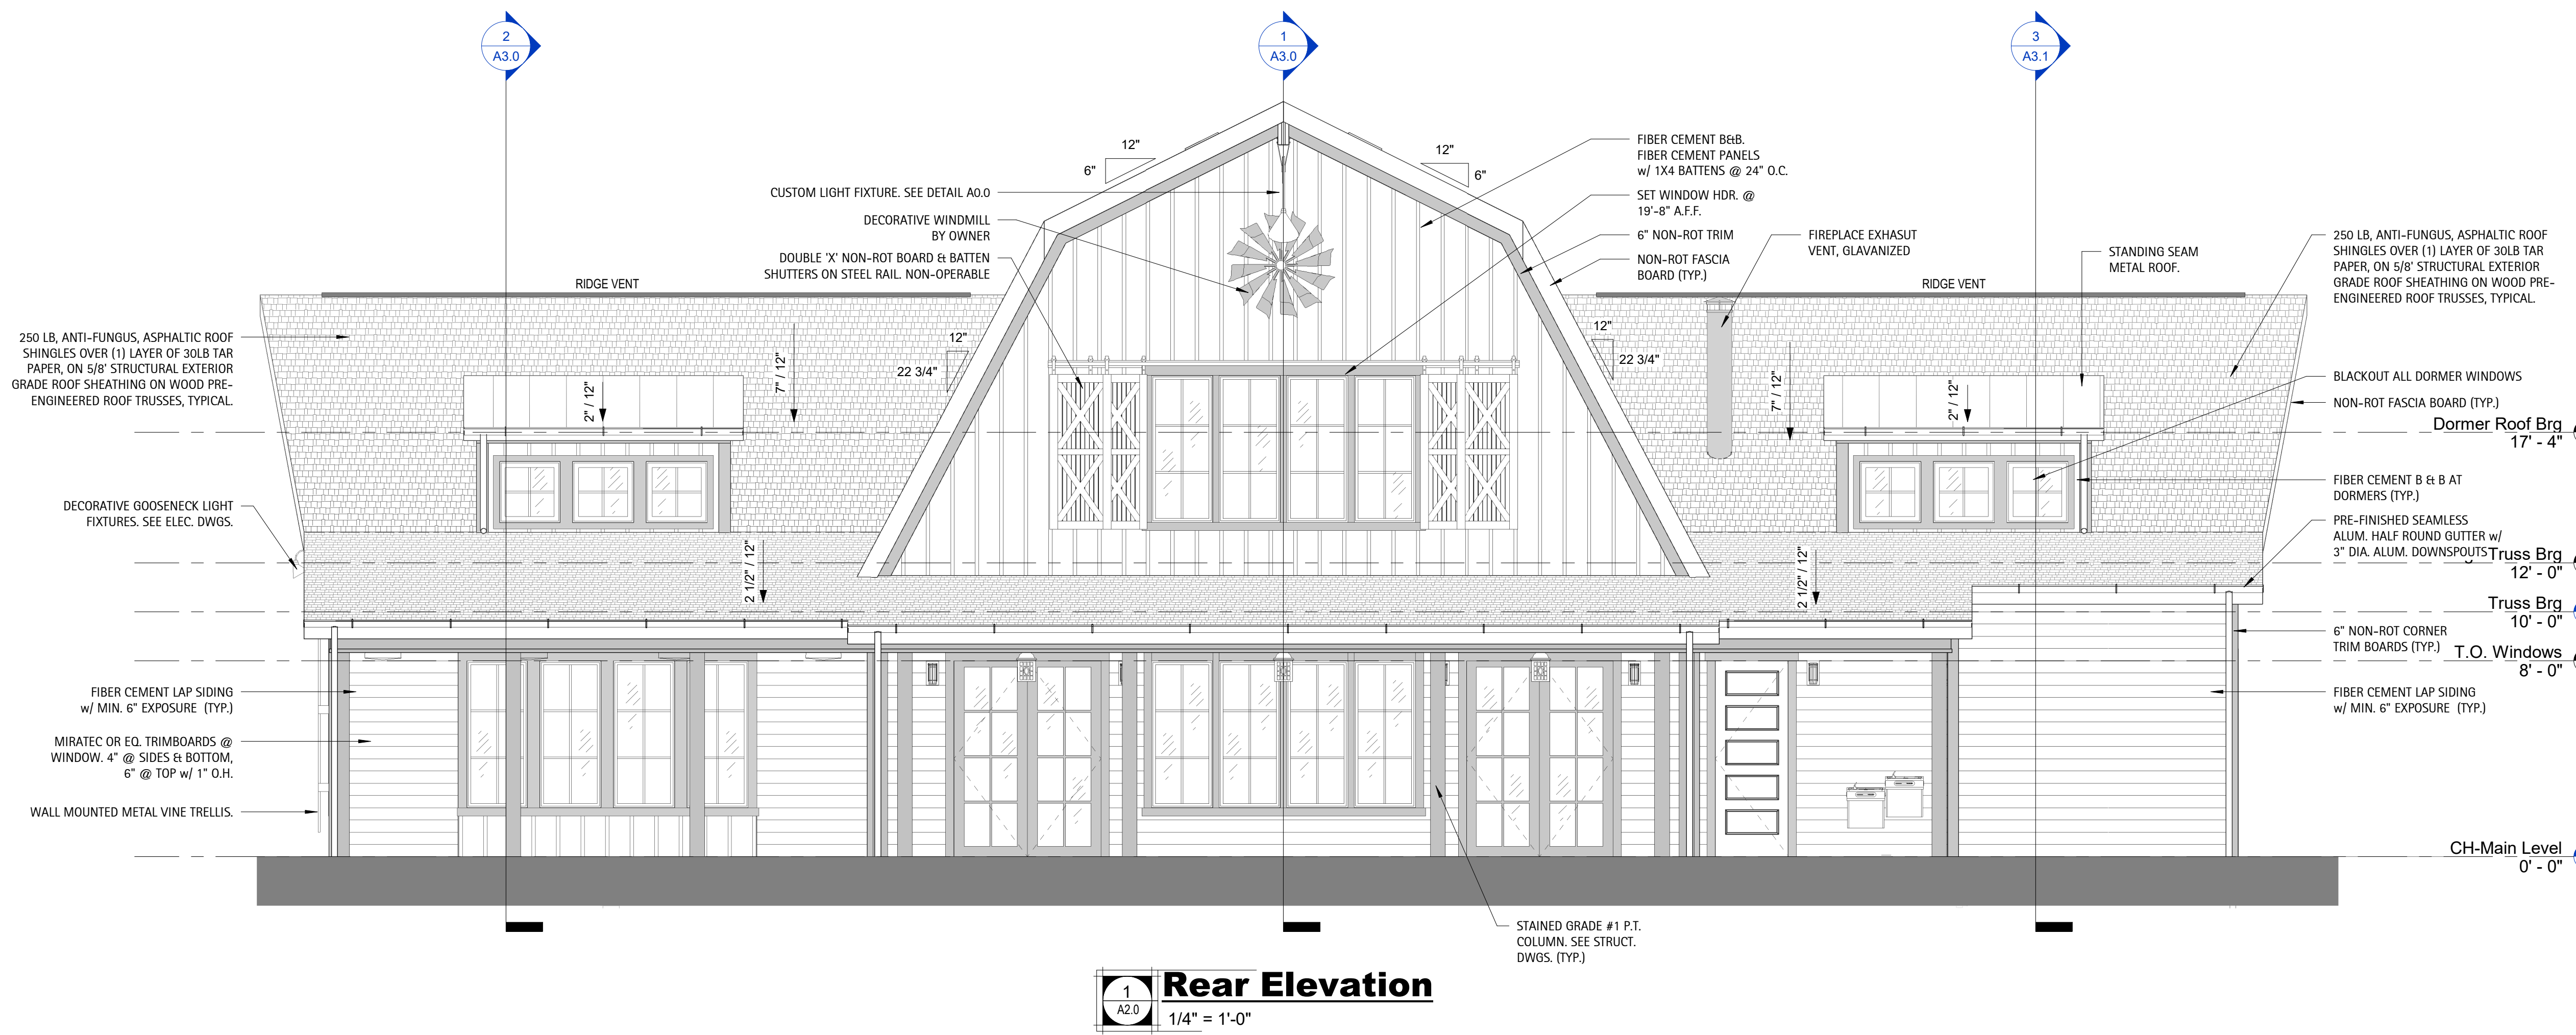 2
A3.0
1
A3.0
3
A3.1
12"
6"
12"
6"
CUSTOM LIGHT FIXTURE. SEE DETAIL A0.0
DECORATIVE WINDMILL
BY OWNER
DOUBLE 'X' NON-ROT BOARD & BATTEN
SHUTTERS ON STEEL RAIL. NON-OPERABLE
FIBER CEMENT B&B.
FIBER CEMENT PANELS
w/ 1X4 BATTENS @ 24" O.C.
SET WINDOW HDR. @
19'-8" A.F.F.
6" NON-ROT TRIM
NON-ROT FASCIA
BOARD (TYP.)
FIREPLACE EXHASUT
VENT, GLAVANIZED
STANDING SEAM
METAL ROOF.
250 LB, ANTI-FUNGUS, ASPHALTIC ROOF
SHINGLES OVER (1) LAYER OF 30LB TAR
PAPER, ON 5/8' STRUCTURAL EXTERIOR
GRADE ROOF SHEATHING ON WOOD PRE-
ENGINEERED ROOF TRUSSES, TYPICAL.
RIDGE VENT
RIDGE VENT
250 LB, ANTI-FUNGUS, ASPHALTIC ROOF
SHINGLES OVER (1) LAYER OF 30LB TAR
PAPER, ON 5/8' STRUCTURAL EXTERIOR
GRADE ROOF SHEATHING ON WOOD PRE-
ENGINEERED ROOF TRUSSES, TYPICAL.
12"
22 3/4"
12"
22 3/4"
2" / 12"
7" / 12"
7" / 12"
2" / 12"
BLACKOUT ALL DORMER WINDOWS
NON-ROT FASCIA BOARD (TYP.)
Dormer Roof Brg
17' - 4"
FIBER CEMENT B & B AT
DORMERS (TYP.)
DECORATIVE GOOSENECK LIGHT
FIXTURES. SEE ELEC. DWGS.
PRE-FINISHED SEAMLESS
ALUM. HALF ROUND GUTTER w/
3" DIA. ALUM. DOWNSPOUTS
Truss Brg
12' - 0"
2 1/2" / 12"
2 1/2" / 12"
Truss Brg
10' - 0"
6" NON-ROT CORNER
TRIM BOARDS (TYP.)
T.O. Windows
8' - 0"
FIBER CEMENT LAP SIDING
w/ MIN. 6" EXPOSURE (TYP.)
FIBER CEMENT LAP SIDING
w/ MIN. 6" EXPOSURE (TYP.)
MIRATEC OR EQ. TRIMBOARDS @
WINDOW. 4" @ SIDES & BOTTOM,
6" @ TOP w/ 1" O.H.
WALL MOUNTED METAL VINE TRELLIS.
CH-Main Level
0' - 0"
STAINED GRADE #1 P.T.
COLUMN. SEE STRUCT.
DWGS. (TYP.)
1
A2.0
Rear Elevation
1/4" = 1'-0"